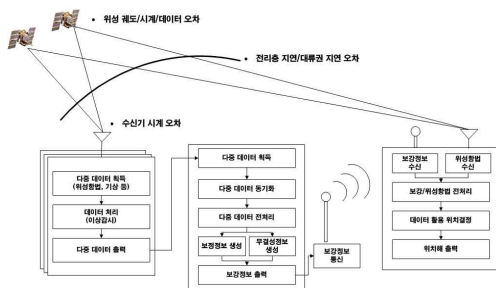 • 위성 궤도/시계/데이터 오차
• 전리층 지연/대류권 지연 오차
• 수신기 시계 오차
다중 데이터 획득
(위성항법, 기상 등)
데이터 처리
(이상감시)
다중 데이터 출력
다중 데이터 획득
다중 데이터 동기화
다중 데이터 전처리
보정정보 생성
무결성정보
생성
보강정보 출력
보강정보
통신
보강정보
수신
위성항법
수신
보강/위성항법 전처리
데이터 활용 위치결정
위치해 출력